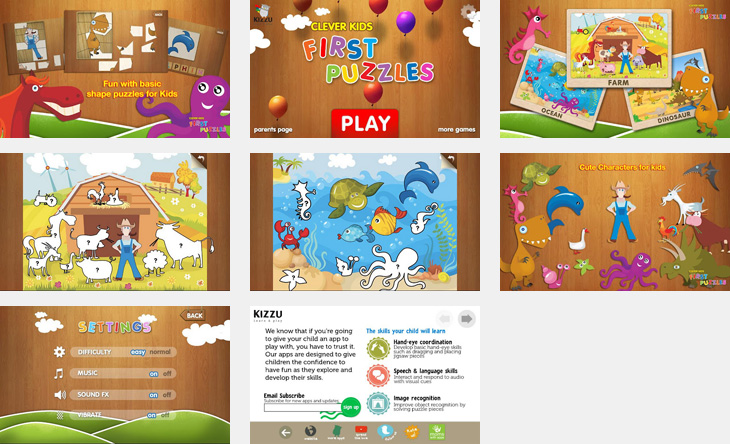 Fun with basic
shape puzzles for Kids
CLEVER KIDS
FIRST
PUZZLES
KIZZU
CLEVER KIDS
FIRST
PUZZLES
PLAY
parents page
more games
FIRST
PUZZLES
FARM
OCEAN
DINOSAUR
Cute Characters for kids
FIRST
PUZZLES
SETTINGS
BACK
DIFFICULTY easy normal
MUSIC on off
SOUND FX on off
VIBRATE on off
KIZZU
learn & play
We know that if you're going
to give your child an app to
play with, you have to trust it.
Our apps are designed to give
children the confidence to
have fun as they explore and
develop their skills.
Email Subscribe
Subscribe for new apps and updates
sign up
The skills your child will learn
Hand-eye coordination
Develop basic hand-eye skills
such as dragging and placing
jigsaw pieces
Speech & language skills
Interact and respond to audio
with visual cues
Image recognition
Improve object recognition by
solving puzzle pieces